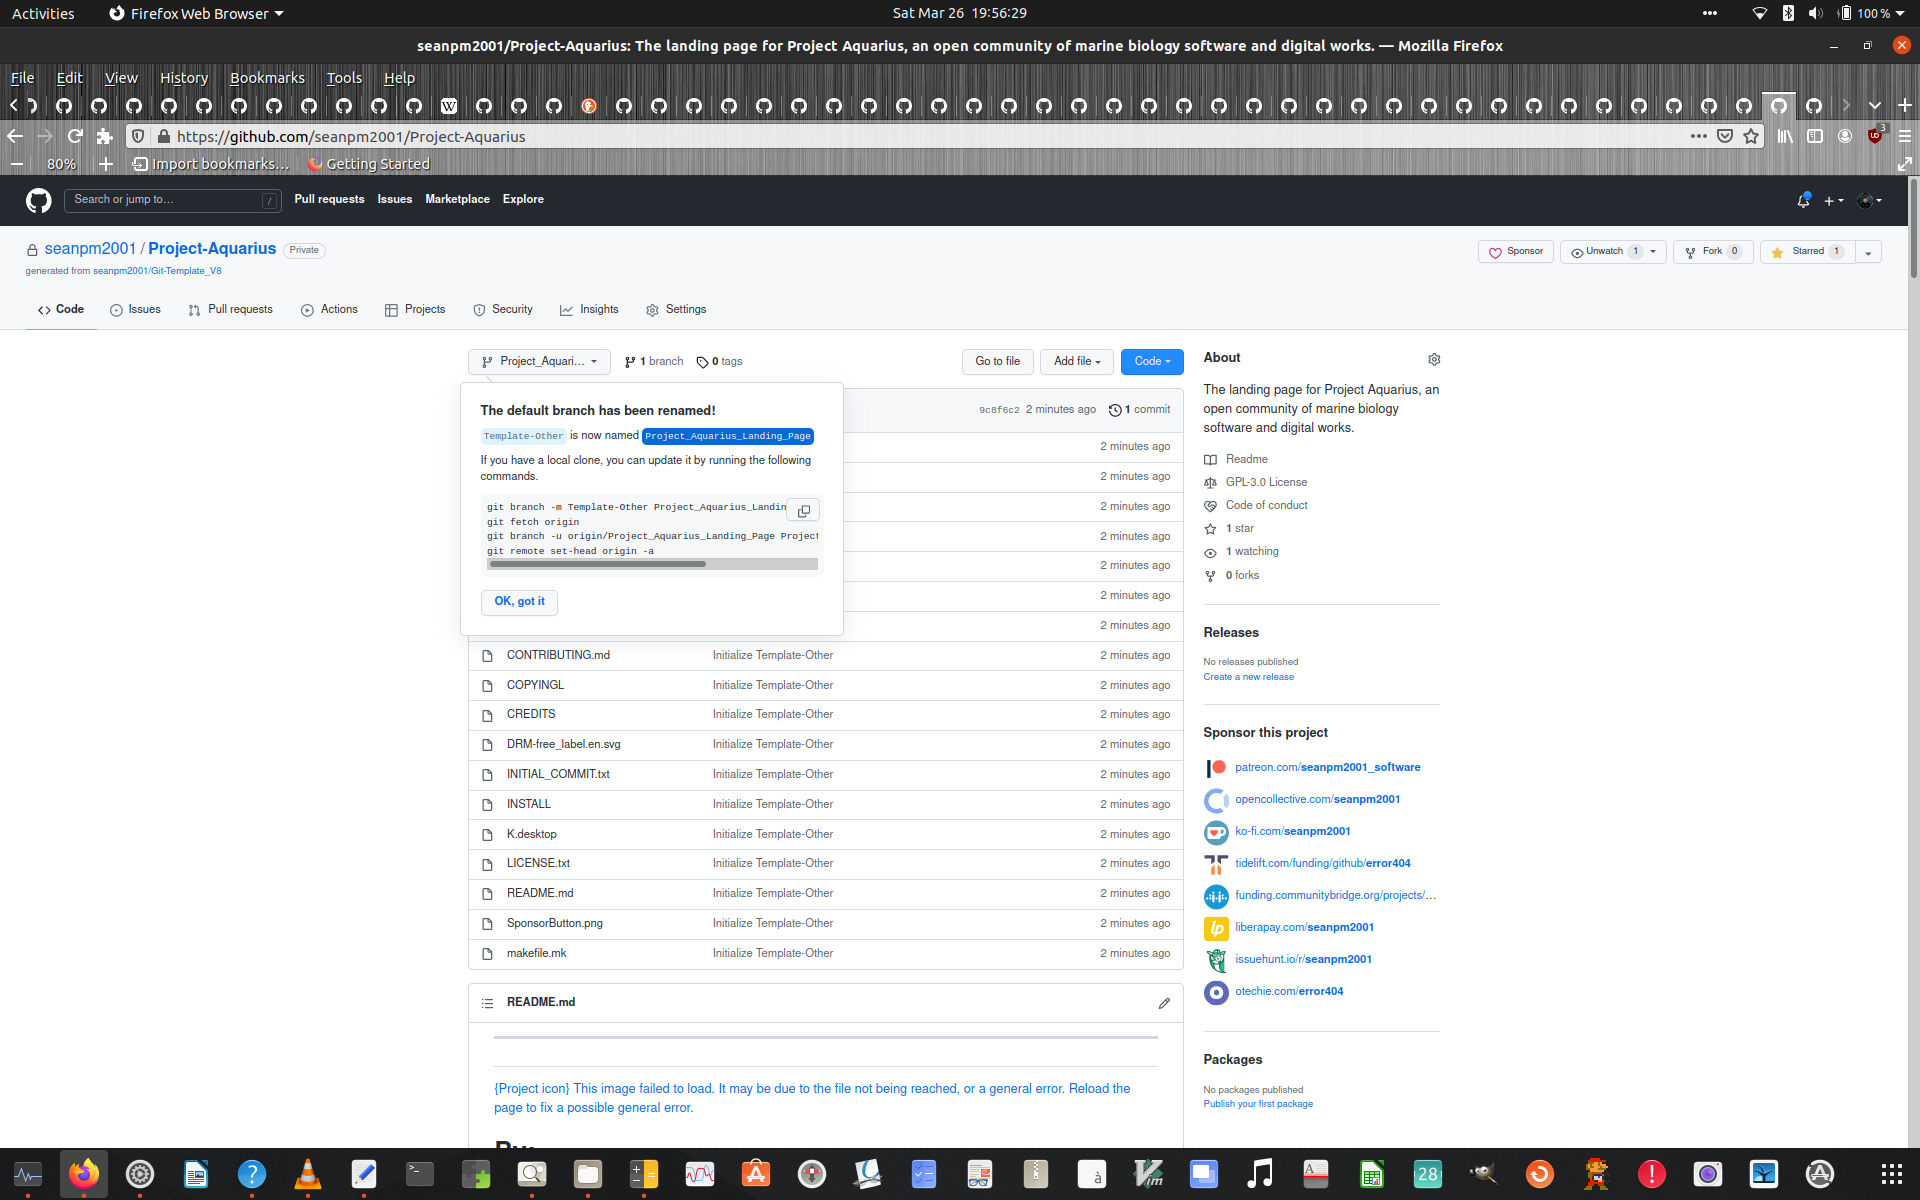 Activities
Firefox Web Browser
Sat Mar 26 19:56:29
100 %
seanpm2001/Project-Aquarius: The landing page for Project Aquarius, an open community of marine biology software and digital works. — Mozilla Firefox
File Edit View History Bookmarks Tools Help
W
https://github.com/seanpm2001/Project-Aquarius
3
80%
Import bookmarks...
Getting Started
Search or jump to...
/
Pull requests Issues Marketplace Explore
seanpm2001 / Project-Aquarius Private
generated from seanpm2001/Git-Template_V8
Sponsor
Unwatch 1
Fork 0
Starred 1
Code Issues Pull requests Actions Projects Security Insights Settings
Project_Aquari...
1 branch
0 tags
Go to file
Add file
Code
9c8f6c2 2 minutes ago
1 commit
The default branch has been renamed!
Template-Other is now named Project_Aquarius_Landing_Page
If you have a local clone, you can update it by running the following
commands.
git branch -m Template-Other Project_Aquarius_Landin
git fetch origin
git branch -u origin/Project_Aquarius_Landing_Page Project
git remote set-head origin -a
OK, got it
2 minutes ago
2 minutes ago
2 minutes ago
2 minutes ago
2 minutes ago
2 minutes ago
2 minutes ago
CONTRIBUTING.md Initialize Template-Other 2 minutes ago
COPYINGL Initialize Template-Other 2 minutes ago
CREDITS Initialize Template-Other 2 minutes ago
DRM-free_label.en.svg Initialize Template-Other 2 minutes ago
INITIAL_COMMIT.txt Initialize Template-Other 2 minutes ago
INSTALL Initialize Template-Other 2 minutes ago
K.desktop Initialize Template-Other 2 minutes ago
LICENSE.txt Initialize Template-Other 2 minutes ago
README.md Initialize Template-Other 2 minutes ago
SponsorButton.png Initialize Template-Other 2 minutes ago
makefile.mk Initialize Template-Other 2 minutes ago
README.md
{Project icon} This image failed to load. It may be due to the file not being reached, or a general error. Reload the
page to fix a possible general error.
About
The landing page for Project Aquarius, an
open community of marine biology
software and digital works.
Readme
GPL-3.0 License
Code of conduct
1 star
1 watching
0 forks
Releases
No releases published
Create a new release
Sponsor this project
patreon.com/seanpm2001_software
opencollective.com/seanpm2001
ko-fi.com/seanpm2001
tidelift.com/funding/github/error404
funding.communitybridge.org/projects/...
liberapay.com/seanpm2001
issuehunt.io/r/seanpm2001
otechie.com/error404
Packages
No packages published
Publish your first package
28